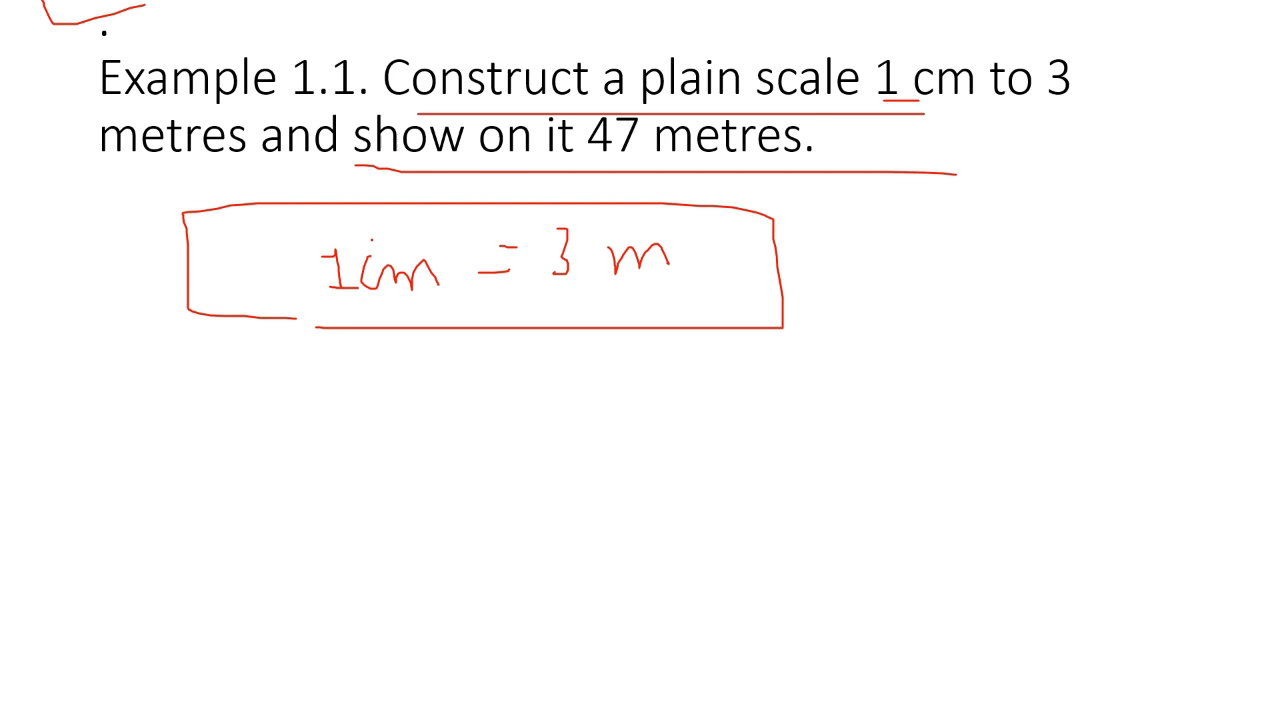 .
Example 1.1. Construct a plain scale 1 cm to 3
metres and show on it 47 metres.
1cm = 3 m